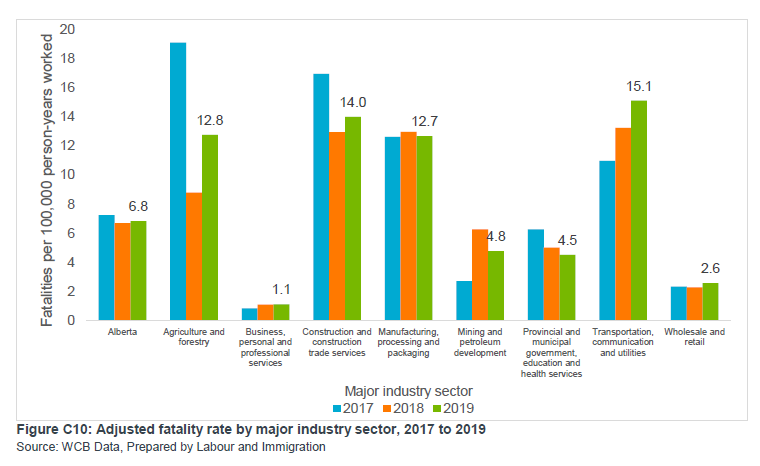 Fatalities per 100,000 person-years worked
20
18
16
14
12
10
8
6
4
2
0
6.8
12.8
1.1
14.0
12.7
4.8
4.5
15.1
2.6
Alberta
Agriculture and
forestry
Business,
personal and
professional
services
Construction and
construction
trade services
Manufacturing,
processing and
packaging
Mining and
petroleum
development
Provincial and
municipal
government,
education and
health services
Transportation,
communication
and utilities
Wholesale and
retail
Major industry sector
2017 2018 2019
Figure C10: Adjusted fatality rate by major industry sector, 2017 to 2019
Source: WCB Data, Prepared by Labour and Immigration